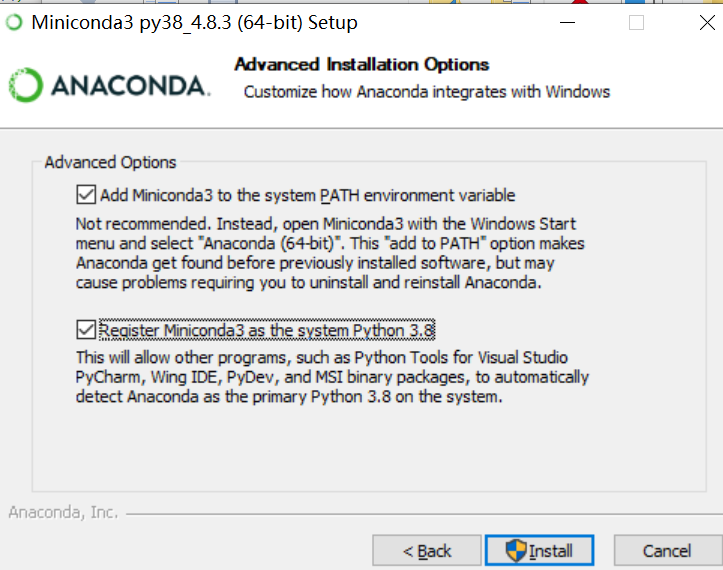 Miniconda3 py38_4.8.3 (64-bit) Setup
ANACONDA.
Advanced Installation Options
Customize how Anaconda integrates with Windows
Advanced Options
Add Miniconda3 to the system PATH environment variable
Not recommended. Instead, open Miniconda3 with the Windows Start
menu and select "Anaconda (64-bit)". This "add to PATH" option makes
Anaconda get found before previously installed software, but may
cause problems requiring you to uninstall and reinstall Anaconda.
Register Miniconda3 as the system Python 3.8
This will allow other programs, such as Python Tools for Visual Studio
PyCharm, Wing IDE, PyDev, and MSI binary packages, to automatically
detect Anaconda as the primary Python 3.8 on the system.
Anaconda, Inc.
< Back
Install
Cancel